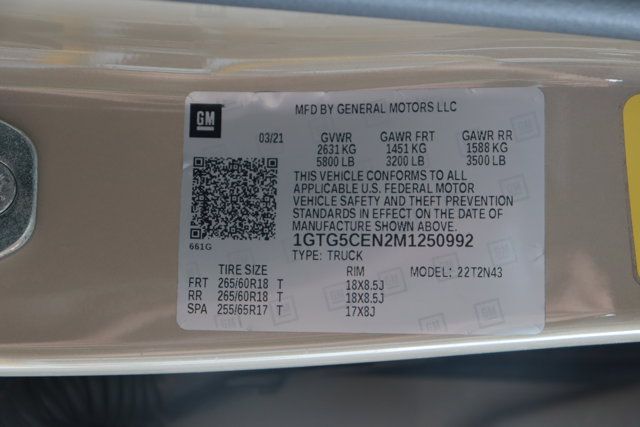 GM
MFD BY GENERAL MOTORS LLC
03/21 GVWR GAWR FRT GAWR RR
2631 KG 1451 KG 1588 KG
5800 LB 3200 LB 3500 LB
THIS VEHICLE CONFORMS TO ALL
APPLICABLE U.S. FEDERAL MOTOR
VEHICLE SAFETY AND THEFT PREVENTION
STANDARDS IN EFFECT ON THE DATE OF
MANUFACTURE SHOWN ABOVE.
661G
1GTG5CEN2M1250992
TYPE: TRUCK
TIRE SIZE RIM MODEL: 22T2N43
FRT 265/60R18 T 18X8.5J
RR 265/60R18 T 18X8.5J
SPA 255/65R17 T 17X8J